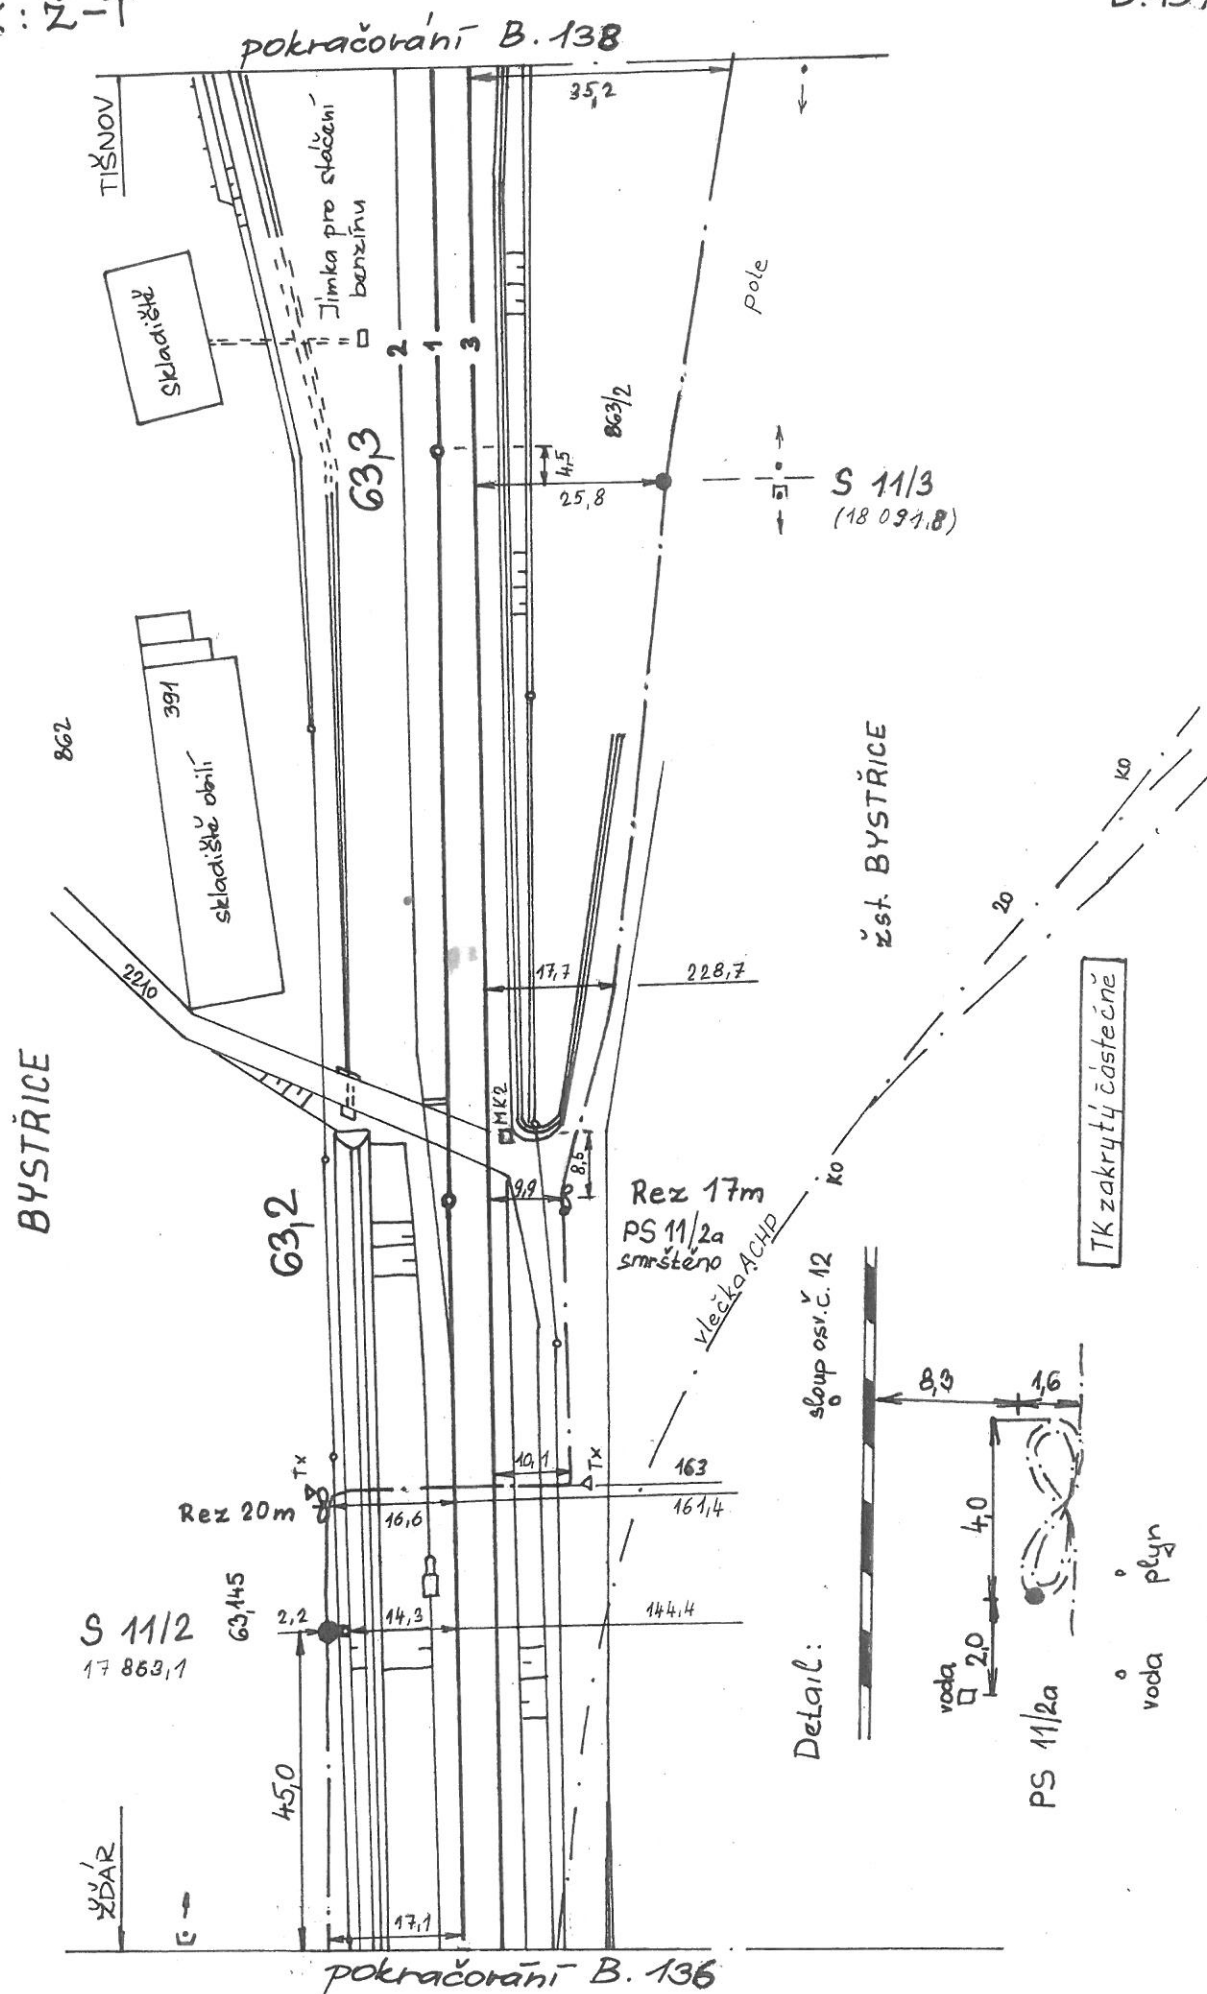 : Ž-T
pokračování B. 138
35,2
TIŠNOV
Jímka pro stáčení
benzínu
Skladiště
2
1
3
pole
63,3
863/2
4,5
25,8
S 11/3
(18 091,8)
862
391
skladiště obilí
2210
BYSTŘICE
žst. BYSTŘICE
KO
20
17,7
228,7
TK zakrytý částečně
MK2
8,5
9,9
KO
63,2
Rez 17m
PS 11/2a
smrštěno
vlečka ACHP
sloup osv. č. 12
8,3
1,6
Tx
10,1
Tx
163
Rez 20m
16,6
161,4
4,0
63,145
2,2
14,3
144,4
S 11/2
17 863,1
plyn
voda
2,0
voda
Detail:
PS 11/2a
45,0
ŽĎÁR
17,1
pokračování B. 136